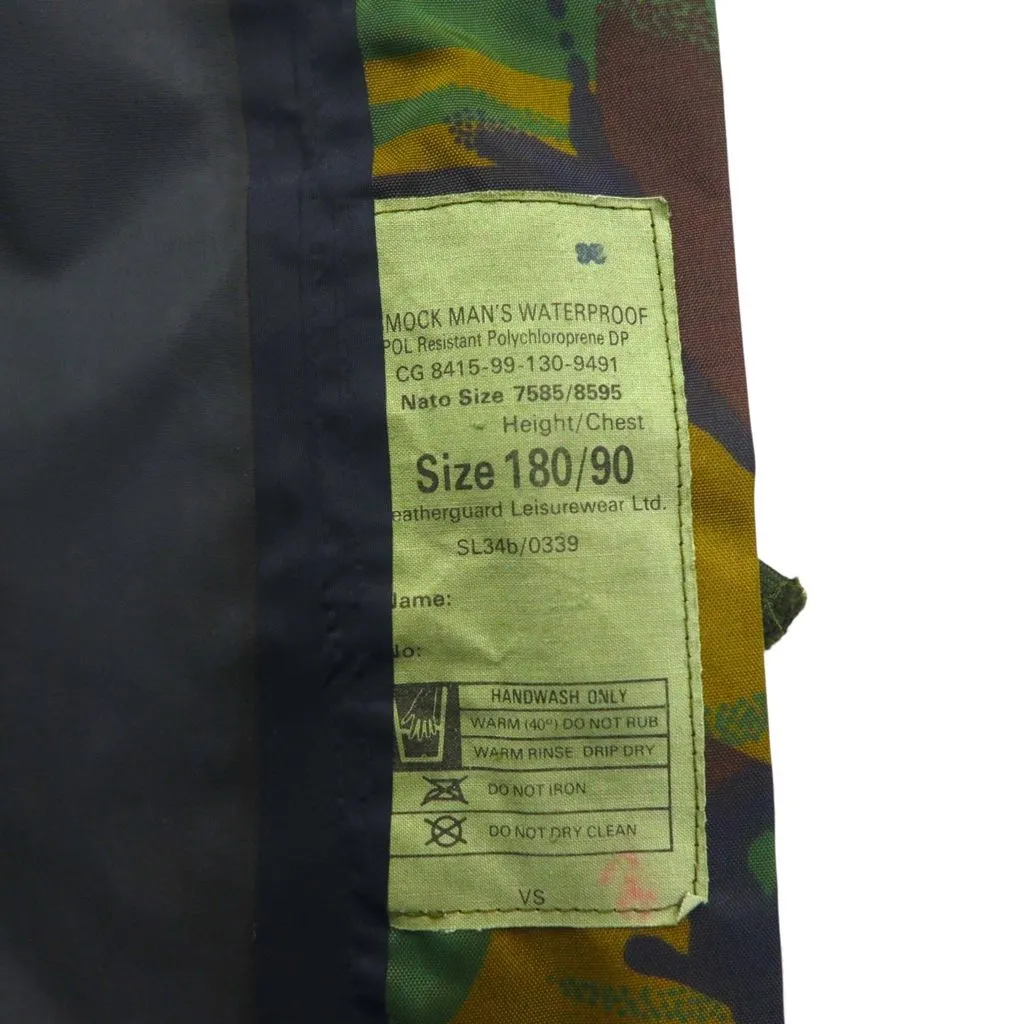 MOCK MAN'S WATERPROOF
POL Resistant Polychloroprene DP
CG 8415-99-130-9491
Nato Size 7585/8595
Height/Chest
Size 180/90
eatherguard Leisurewear Ltd.
SL34b/0339
Name:
No:
HANDWASH ONLY
WARM (40°) DO NOT RUB
WARM RINSE DRIP DRY
DO NOT IRON
DO NOT DRY CLEAN
VS